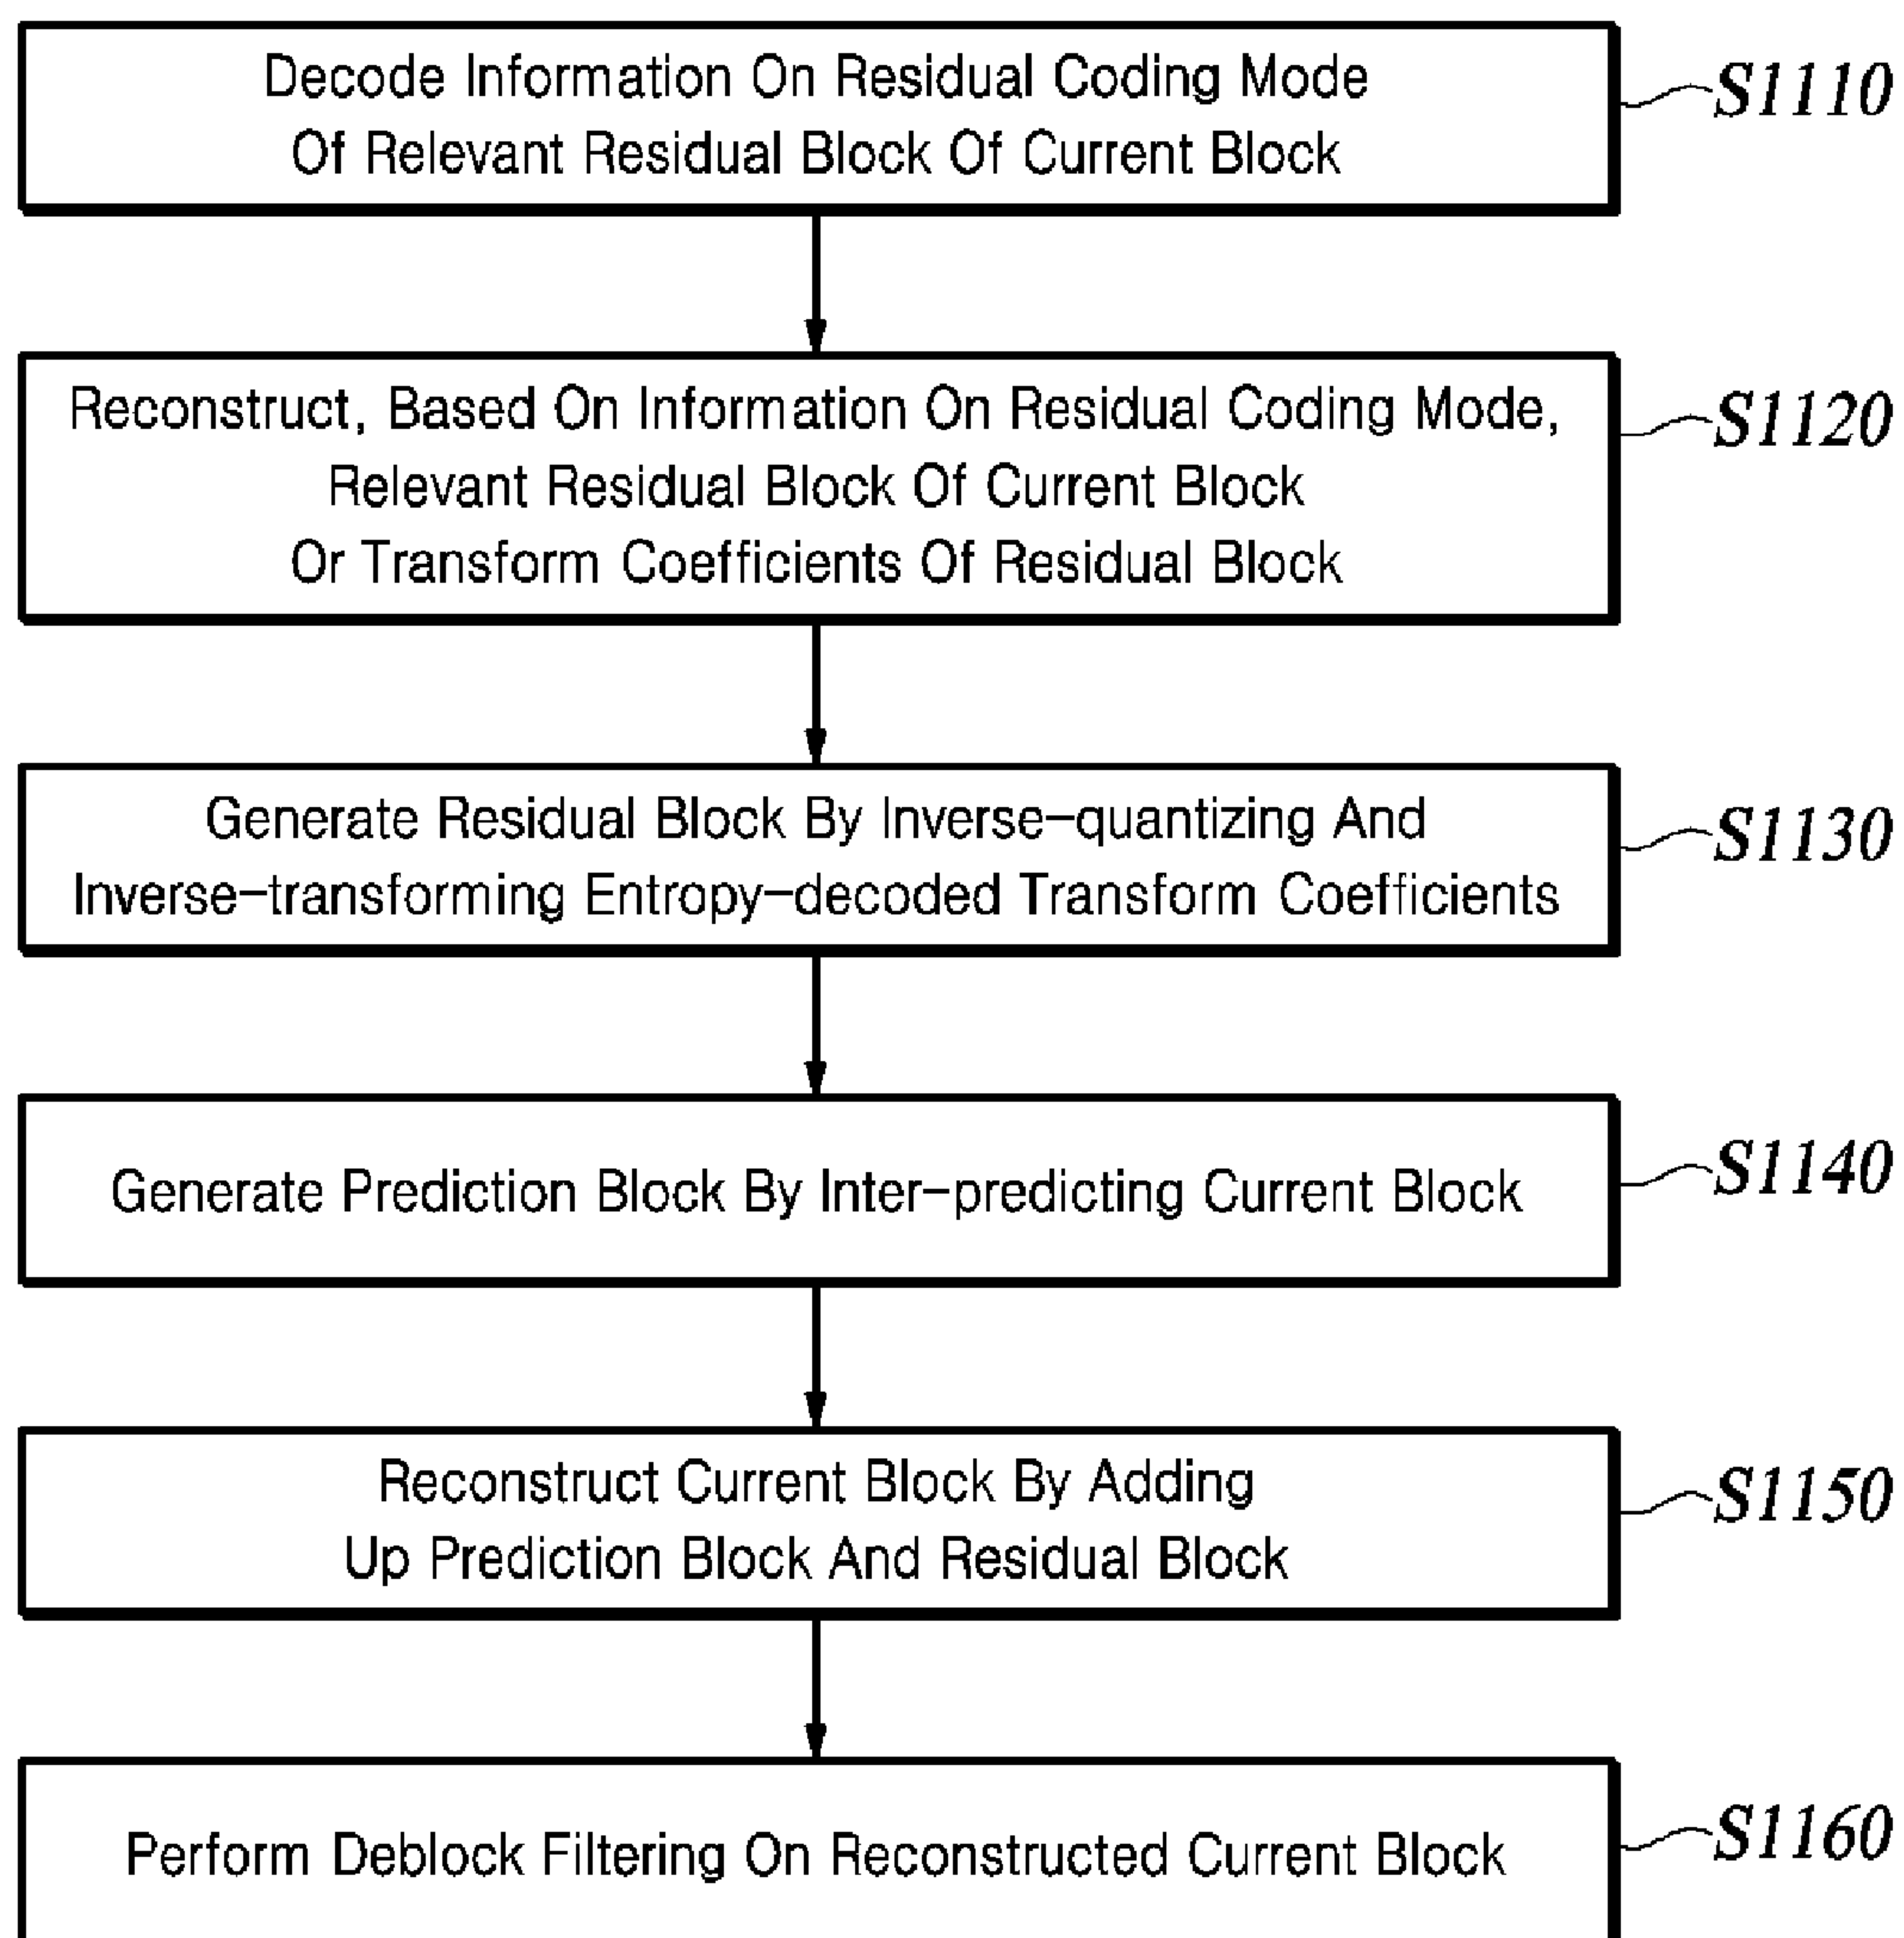 Decode Information On Residual Coding Mode
Of Relevant Residual Block Of Current Block
S1110
Reconstruct, Based On Information On Residual Coding Mode,
Relevant Residual Block Of Current Block
Or Transform Coefficients Of Residual Block
S1120
Generate Residual Block By Inverse-quantizing And
Inverse-transforming Entropy-decoded Transform Coefficients
S1130
Generate Prediction Block By Inter-predicting Current Block
S1140
Reconstruct Current Block By Adding
Up Prediction Block And Residual Block
S1150
Perform Deblock Filtering On Reconstructed Current Block
S1160